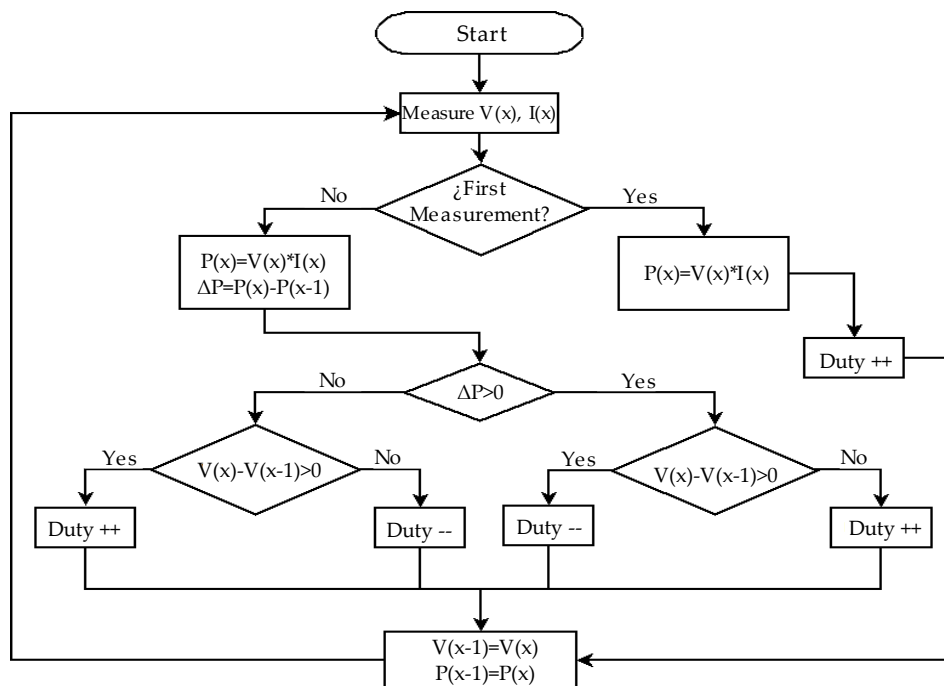 Start
Measure V(x), I(x)
¿First
Measurement?
No
Yes
P(x)=V(x)*I(x)
ΔP=P(x)-P(x-1)
P(x)=V(x)*I(x)
Duty ++
ΔP>0
No
Yes
V(x)-V(x-1)>0
Yes
No
V(x)-V(x-1)>0
Yes
No
Duty ++
Duty --
Duty --
Duty ++
V(x-1)=V(x)
P(x-1)=P(x)